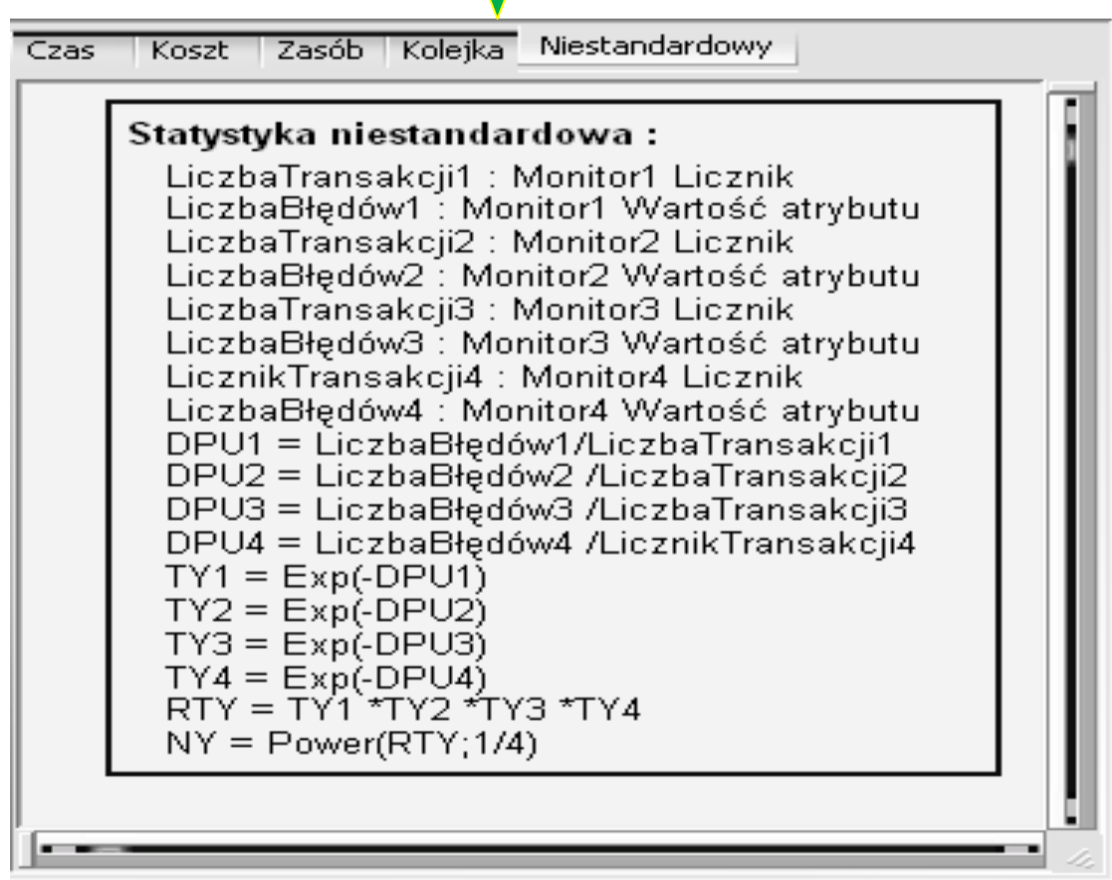 Czas Koszt Zasób Kolejka Niestandardowy
Statystyka niestandardowa :
LiczbaTransakcji1 : Monitor1 Licznik
LiczbaBłędów1 : Monitor1 Wartość atrybutu
LiczbaTransakcji2 : Monitor2 Licznik
LiczbaBłędów2 : Monitor2 Wartość atrybutu
LiczbaTransakcji3 : Monitor3 Licznik
LiczbaBłędów3 : Monitor3 Wartość atrybutu
LicznikTransakcji4 : Monitor4 Licznik
LiczbaBłędów4 : Monitor4 Wartość atrybutu
DPU1 = LiczbaBłędów1/LiczbaTransakcji1
DPU2 = LiczbaBłędów2 /LiczbaTransakcji2
DPU3 = LiczbaBłędów3 /LiczbaTransakcji3
DPU4 = LiczbaBłędów4 /LicznikTransakcji4
TY1 = Exp(-DPU1)
TY2 = Exp(-DPU2)
TY3 = Exp(-DPU3)
TY4 = Exp(-DPU4)
RTY = TY1 *TY2 *TY3 *TY4
NY = Power(RTY;1/4)